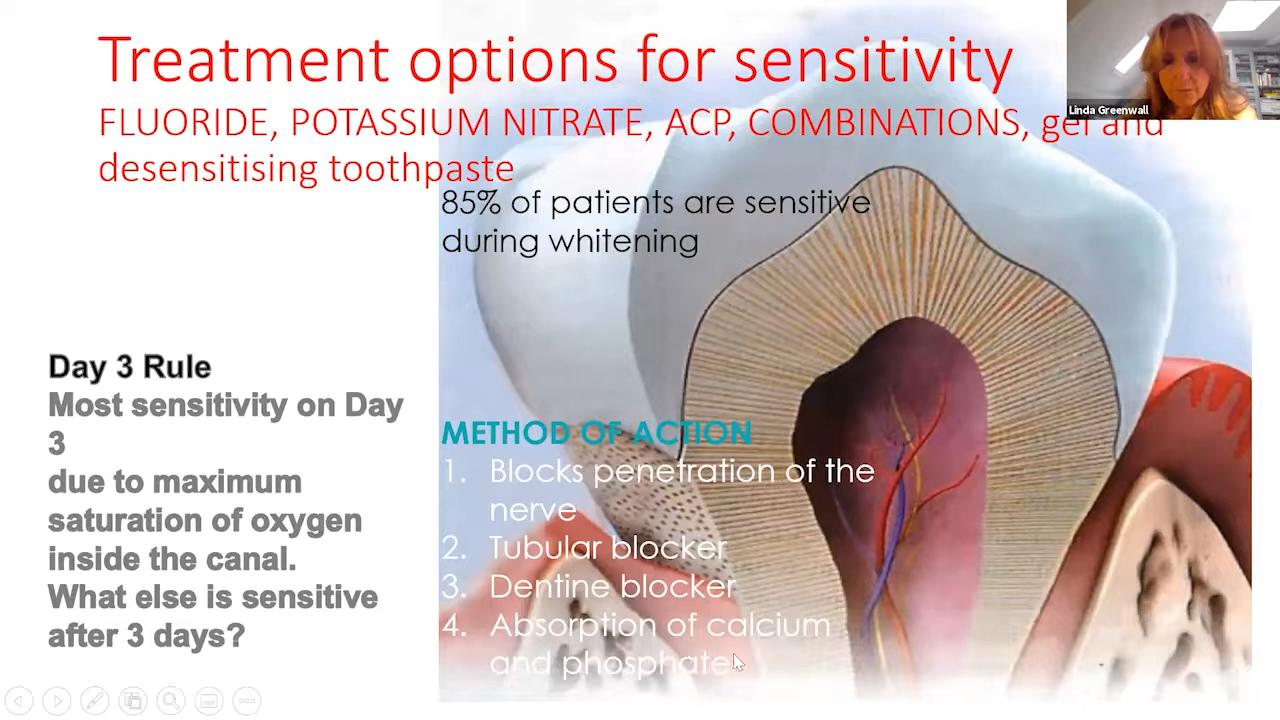 Treatment options for sensitivity
FLUORIDE, POTASSIUM NITRATE, ACP, COMBINATIONS, gel and
desensitising toothpaste
Linda Greenwall
85% of patients are sensitive
during whitening
Day 3 Rule
Most sensitivity on Day
3
due to maximum
saturation of oxygen
inside the canal.
What else is sensitive
after 3 days?
METHOD OF ACTION
1. Blocks penetration of the
nerve
2. Tubular blocker
3. Dentine blocker
4. Absorption of calcium
and phosphate